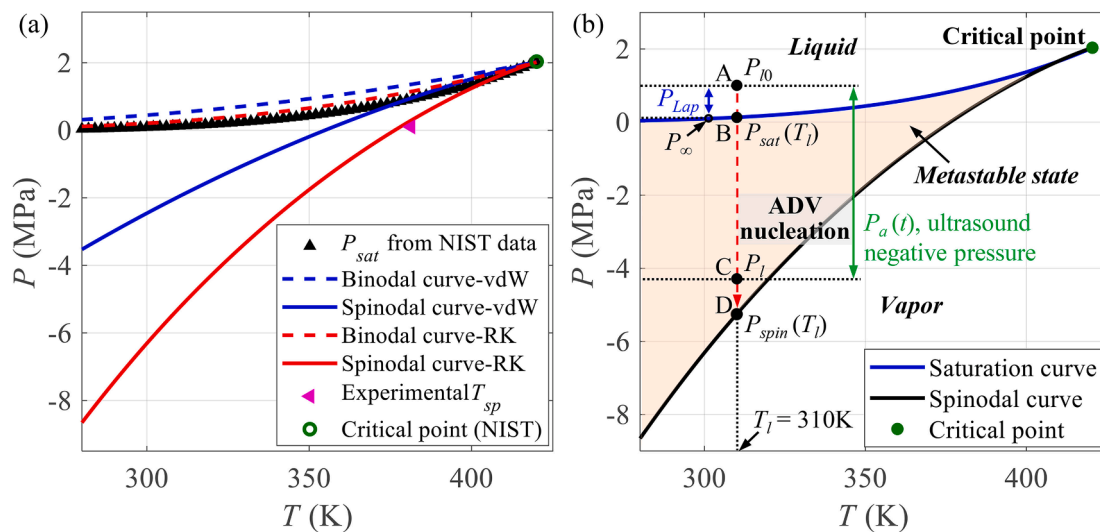 (a)
2
0
-2
-4
-6
-8
P (MPa)
300
350
400
T (K)
P_sat from NIST data
Binodal curve-vdW
Spinodal curve-vdW
Binodal curve-RK
Spinodal curve-RK
Experimental T_sp
Critical point (NIST)
(b)
2
0
-2
-4
-6
-8
P (MPa)
300
350
400
T (K)
Liquid
Critical point
A
P_l0
P_Lap
P_∞
B
P_sat (T_l)
Metastable state
ADV
nucleation
P_a (t), ultrasound
negative pressure
C
P_l
D
P_spin (T_l)
Vapor
T_l = 310K
Saturation curve
Spinodal curve
Critical point